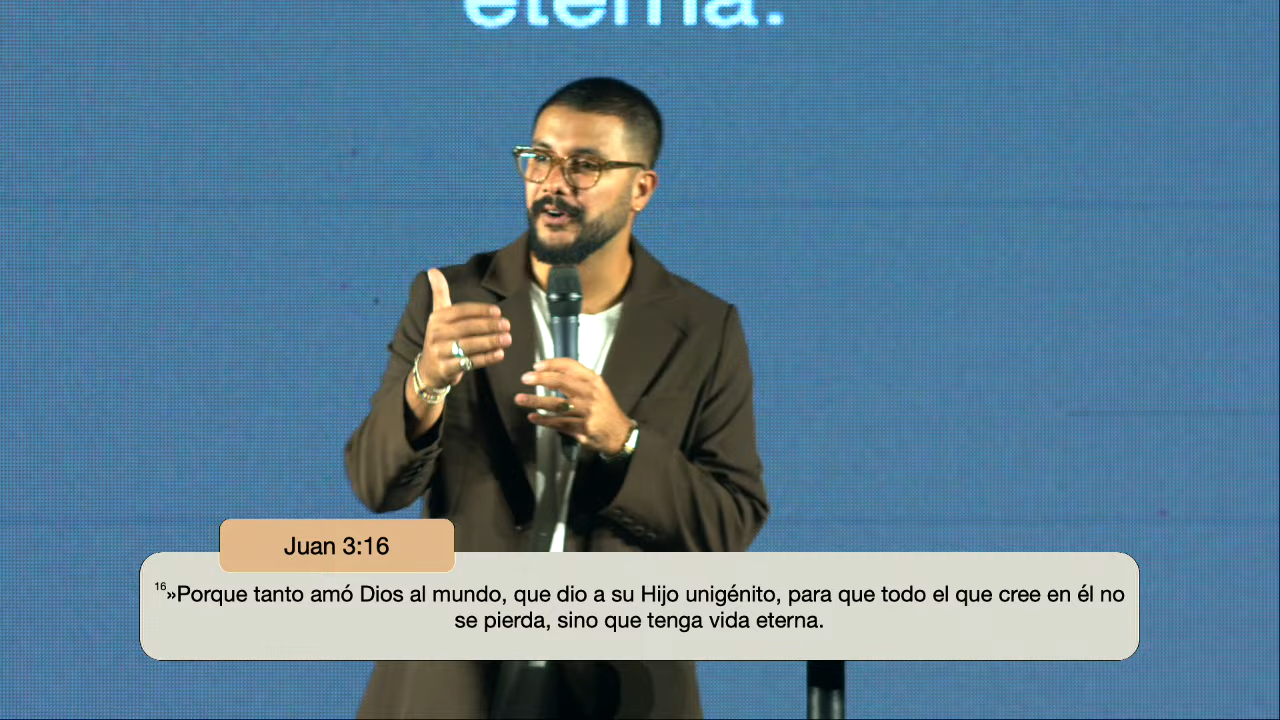 eterna.
Juan 3:16
16»Porque tanto amó Dios al mundo, que dio a su Hijo unigénito, para que todo el que cree en él no
se pierda, sino que tenga vida eterna.